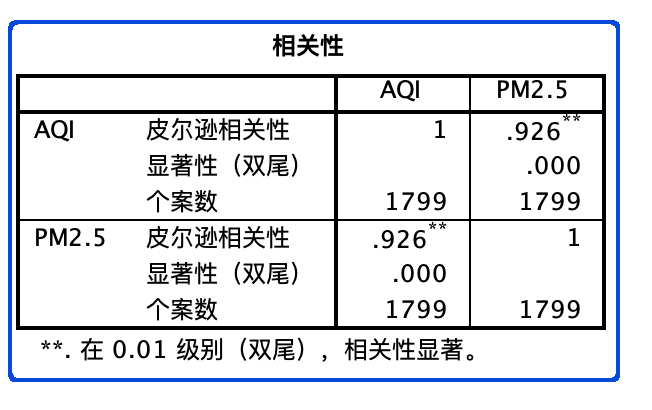 相关性
AQI PM2.5
AQI 皮尔逊相关性 1 .926**
显著性（双尾） .000
个案数 1799 1799
PM2.5 皮尔逊相关性 .926** 1
显著性（双尾） .000
个案数 1799 1799
**. 在 0.01 级别（双尾），相关性显著。